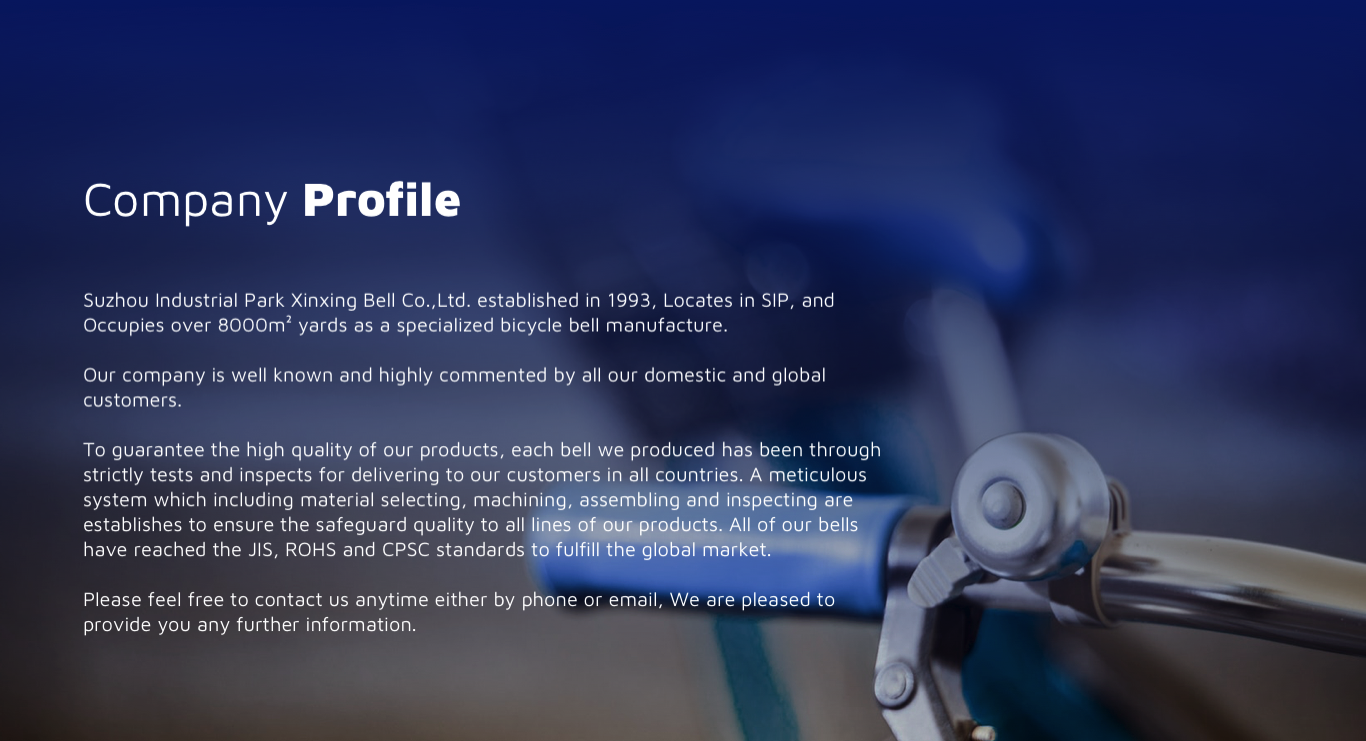 Company Profile
Suzhou Industrial Park Xinxing Bell Co.,Ltd. established in 1993, Locates in SIP, and
Occupies over 8000m² yards as a specialized bicycle bell manufacture.
Our company is well known and highly commented by all our domestic and global
customers.
To guarantee the high quality of our products, each bell we produced has been through
strictly tests and inspects for delivering to our customers in all countries. A meticulous
system which including material selecting, machining, assembling and inspecting are
establishes to ensure the safeguard quality to all lines of our products. All of our bells
have reached the JIS, ROHS and CPSC standards to fulfill the global market.
Please feel free to contact us anytime either by phone or email, We are pleased to
provide you any further information.